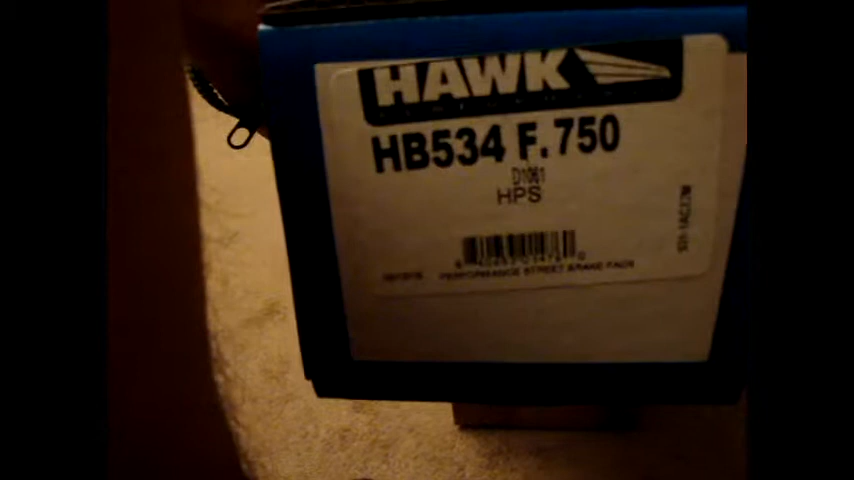 HAWK
HB534 F.750
D1061
HPS
PERFORMANCE STREET BRAKE PADS